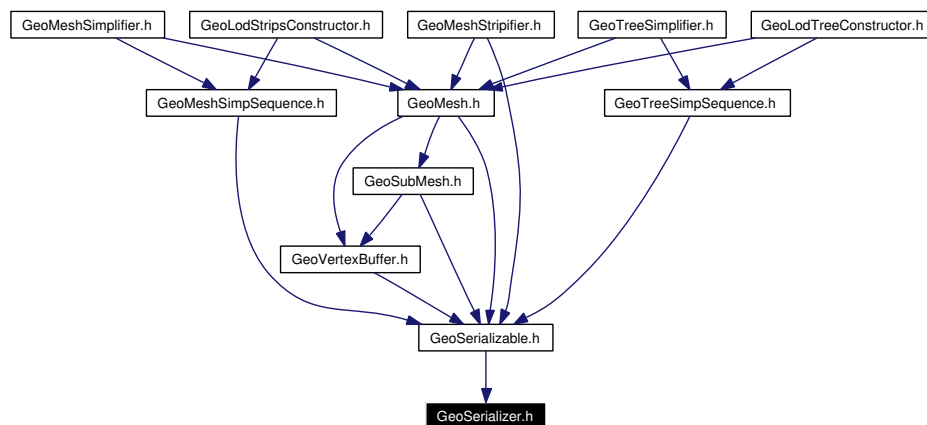 GeoMeshSimplifier.h
GeoLodStripsConstructor.h
GeoMeshStripifier.h
GeoTreeSimplifier.h
GeoLodTreeConstructor.h
GeoMeshSimpSequence.h
GeoMesh.h
GeoTreeSimpSequence.h
GeoSubMesh.h
GeoVertexBuffer.h
GeoSerializable.h
GeoSerializer.h